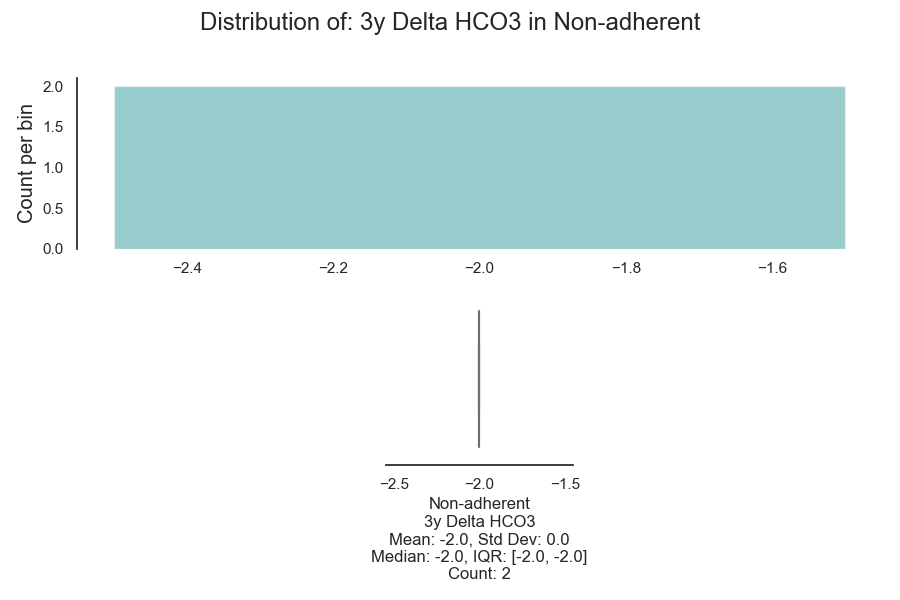 Distribution of: 3y Delta HCO3 in Non-adherent
Count per bin
2.0
1.5
1.0
0.5
0.0
−2.4 −2.2 −2.0 −1.8 −1.6
−2.5 −2.0 −1.5
Non-adherent
3y Delta HCO3
Mean: -2.0, Std Dev: 0.0
Median: -2.0, IQR: [-2.0, -2.0]
Count: 2